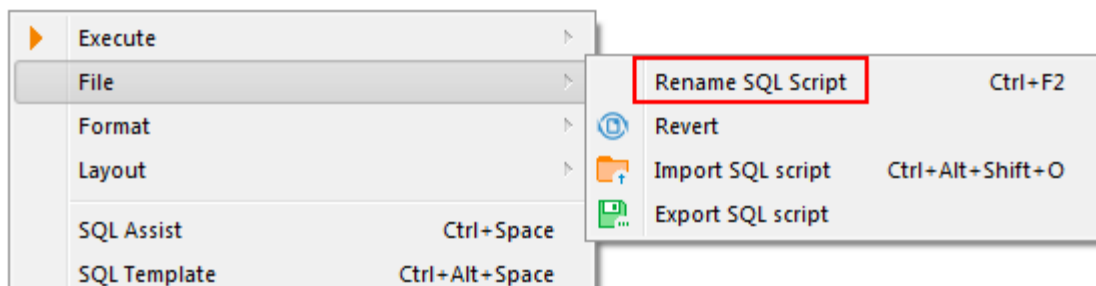 Execute
File
Format
Layout
SQL Assist Ctrl+Space
SQL Template Ctrl+Alt+Space
Rename SQL Script Ctrl+F2
Revert
Import SQL script Ctrl+Alt+Shift+O
Export SQL script